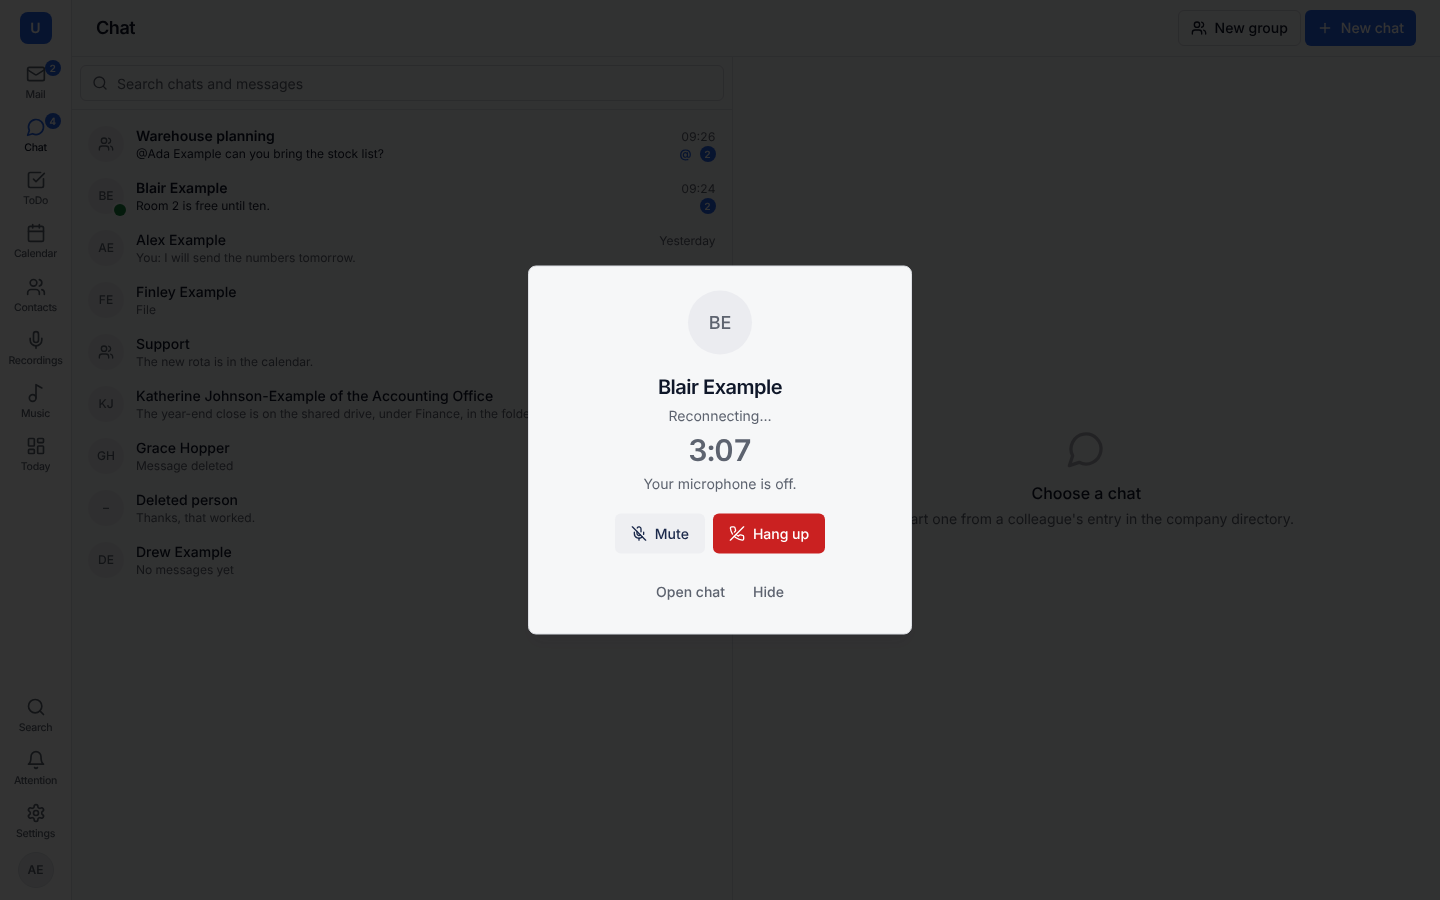 U
Chat
New group
New chat
2
Mail
4
Chat
ToDo
Calendar
Contacts
Recordings
Music
Today
Search
Attention
Settings
AE
Search chats and messages
Warehouse planning
09:26
@Ada Example can you bring the stock list?
@ 2
BE
Blair Example
09:24
Room 2 is free until ten.
2
AE
Alex Example
Yesterday
You: I will send the numbers tomorrow.
FE
Finley Example
File
Support
The new rota is in the calendar.
KJ
Katherine Johnson-Example of the Accounting Office
The year-end close is on the shared drive, under Finance, in the
GH
Grace Hopper
Message deleted
–
Deleted person
Thanks, that worked.
DE
Drew Example
No messages yet
BE
Blair Example
Reconnecting...
3:07
Your microphone is off.
Mute
Hang up
Open chat
Hide
Choose a chat
one from a colleague's entry in the company directory.